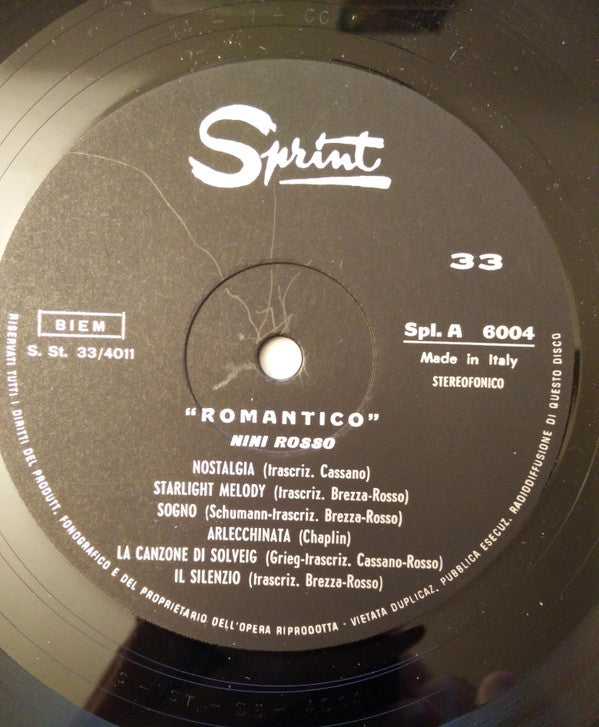 Sprint
33
BIEM
S. St. 33/4011
Spl. A 6004
Made in Italy
STEREOFONICO
"ROMANTICO"
NINI ROSSO
NOSTALGIA (trascriz. Cassano)
STARLIGHT MELODY (trascriz. Brezza-Rosso)
SOGNO (Schumann-trascriz. Brezza-Rosso)
ARLECCHINATA (Chaplin)
LA CANZONE DI SOLVEIG (Grieg-trascriz. Cassano-Rosso)
IL SILENZIO (trascriz. Brezza-Rosso)
RISERVATI TUTTI I DIRITTI DEL PRODUTT. FONOGRAFICO E DEL PROPRIETARIO DELL'OPERA RIPRODOTTA - VIETATA DUPLICAZ. PUBBLICA ESECUZ. RADIODIFFUSIONE DI QUESTO DISCO